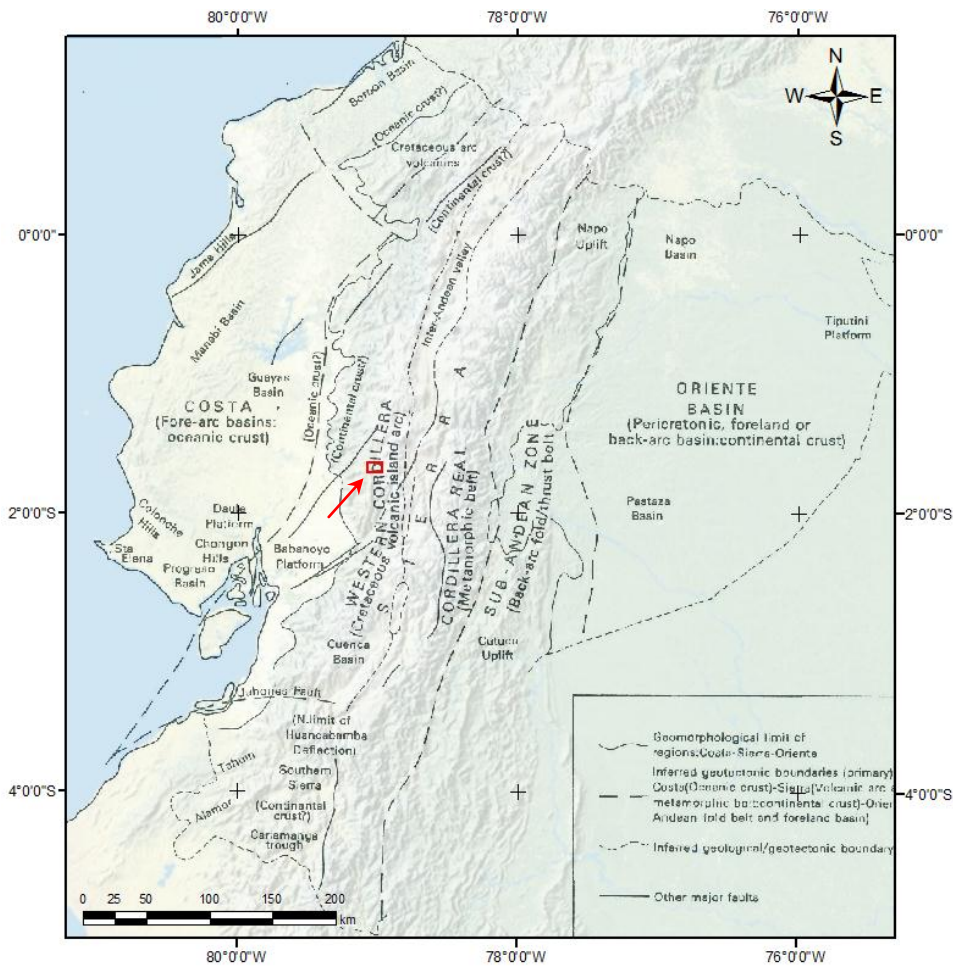 80°0'0"W
78°0'0"W
76°0'0"W
N
W
E
S
Borbon Basin
(Oceanic crust?)
Cretaceous arc
volcanins
(Continental crust?)
Napo
Uplift
Napo
Basin
0°0'0"
0°0'0"
Jama Hills
Inter-Andean valley
Manabi Basin
Tiputini
Platform
Guayas
Basin
(Oceanic crust?)
(Continental crust?)
COSTA
(Fore-arc basins:
oceanic crust)
ORIENTE
BASIN
(Pericratonic, foreland or
back-arc basin:continental crust)
WESTERN CORDILLERA
(Cretaceous volcanic island arc)
SIERRA
CORDILLERA REAL
(Metamorphic belt)
SUB-ANDEAN ZONE
(Back-arc fold/thrust belt)
Pastaza
Basin
2°0'0"S
2°0'0"S
Colonche
Hills
Daule
Platform
Sta
Elena
Chongon
Hills
Progreso
Basin
Babahoyo
Platform
Cuenca
Basin
Cutucu
Uplift
Jubones Fault
(N.limit of
Huancabamba
Deflection)
Tahuin
Southern
Sierra
Alamor
(Continental
crust?)
Cariamanga
trough
4°0'0"S
4°0'0"S
Geomorphological limit of
regions:Costa-Sierra-Oriente
Inferred geotectonic boundaries (primary)
Costa(Oceanic crust)-Sierra(Volcanic arc a
metamorphic belt:continental crust)-Orien
Andean fold belt and foreland basin)
Inferred geological/geotectonic boundary
Other major faults
0 25 50 100 150 200
km
80°0'0"W
78°0'0"W
76°0'0"W